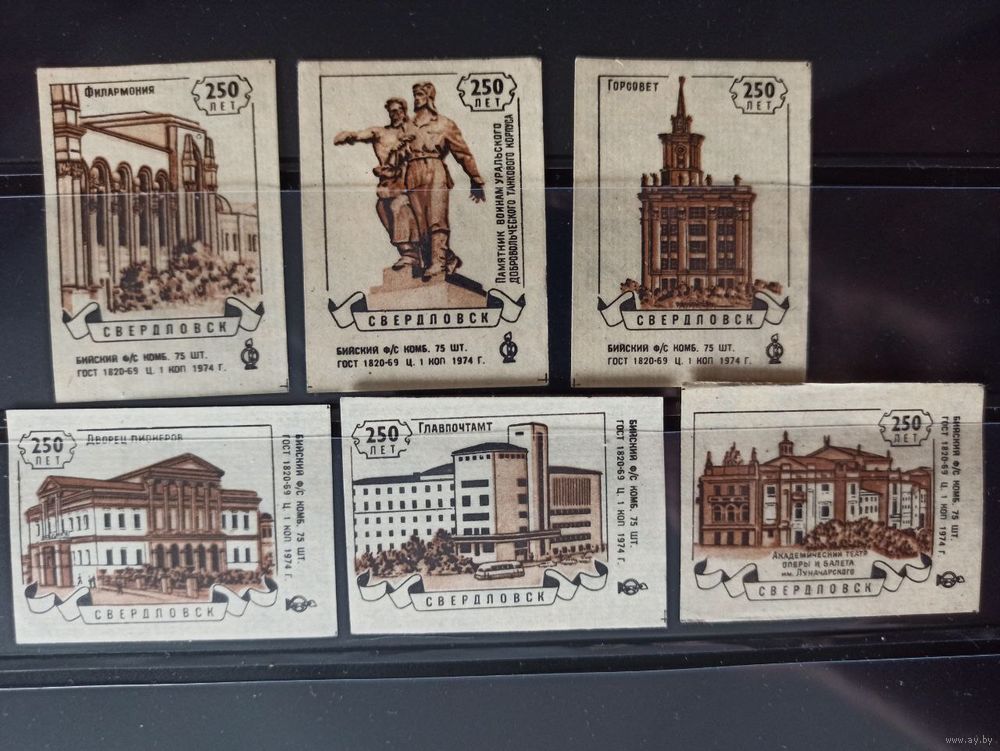 Филармония
250
ЛЕТ
СВЕРДЛОВСК
БИЙСКИЙ Ф/С КОМБ. 75 ШТ.
ГОСТ 1820-69 Ц. 1 КОП 1974 Г.
250
ЛЕТ
Памятник воинам Уральского
добровольческого танкового корпуса
СВЕРДЛОВСК
БИЙСКИЙ Ф/С КОМБ. 75 ШТ.
ГОСТ 1820-69 Ц. 1 КОП 1974 Г.
Горсовет
250
ЛЕТ
СВЕРДЛОВСК
БИЙСКИЙ Ф/С КОМБ. 75 ШТ.
ГОСТ 1820-69 Ц. 1 КОП 1974 Г.
250
ЛЕТ
Дворец пионеров
СВЕРДЛОВСК
БИЙСКИЙ Ф/С КОМБ. 75 ШТ.
ГОСТ 1820-69 Ц. 1 КОП 1974 Г.
250
ЛЕТ
Главпочтамт
СВЕРДЛОВСК
БИЙСКИЙ Ф/С КОМБ. 75 ШТ.
ГОСТ 1820-69 Ц. 1 КОП 1974 Г.
250
ЛЕТ
Академический театр
оперы и балета
им. Луначарского
СВЕРДЛОВСК
БИЙСКИЙ Ф/С КОМБ. 75 ШТ.
ГОСТ 1820-69 Ц. 1 КОП 1974 Г.
www.ay.by